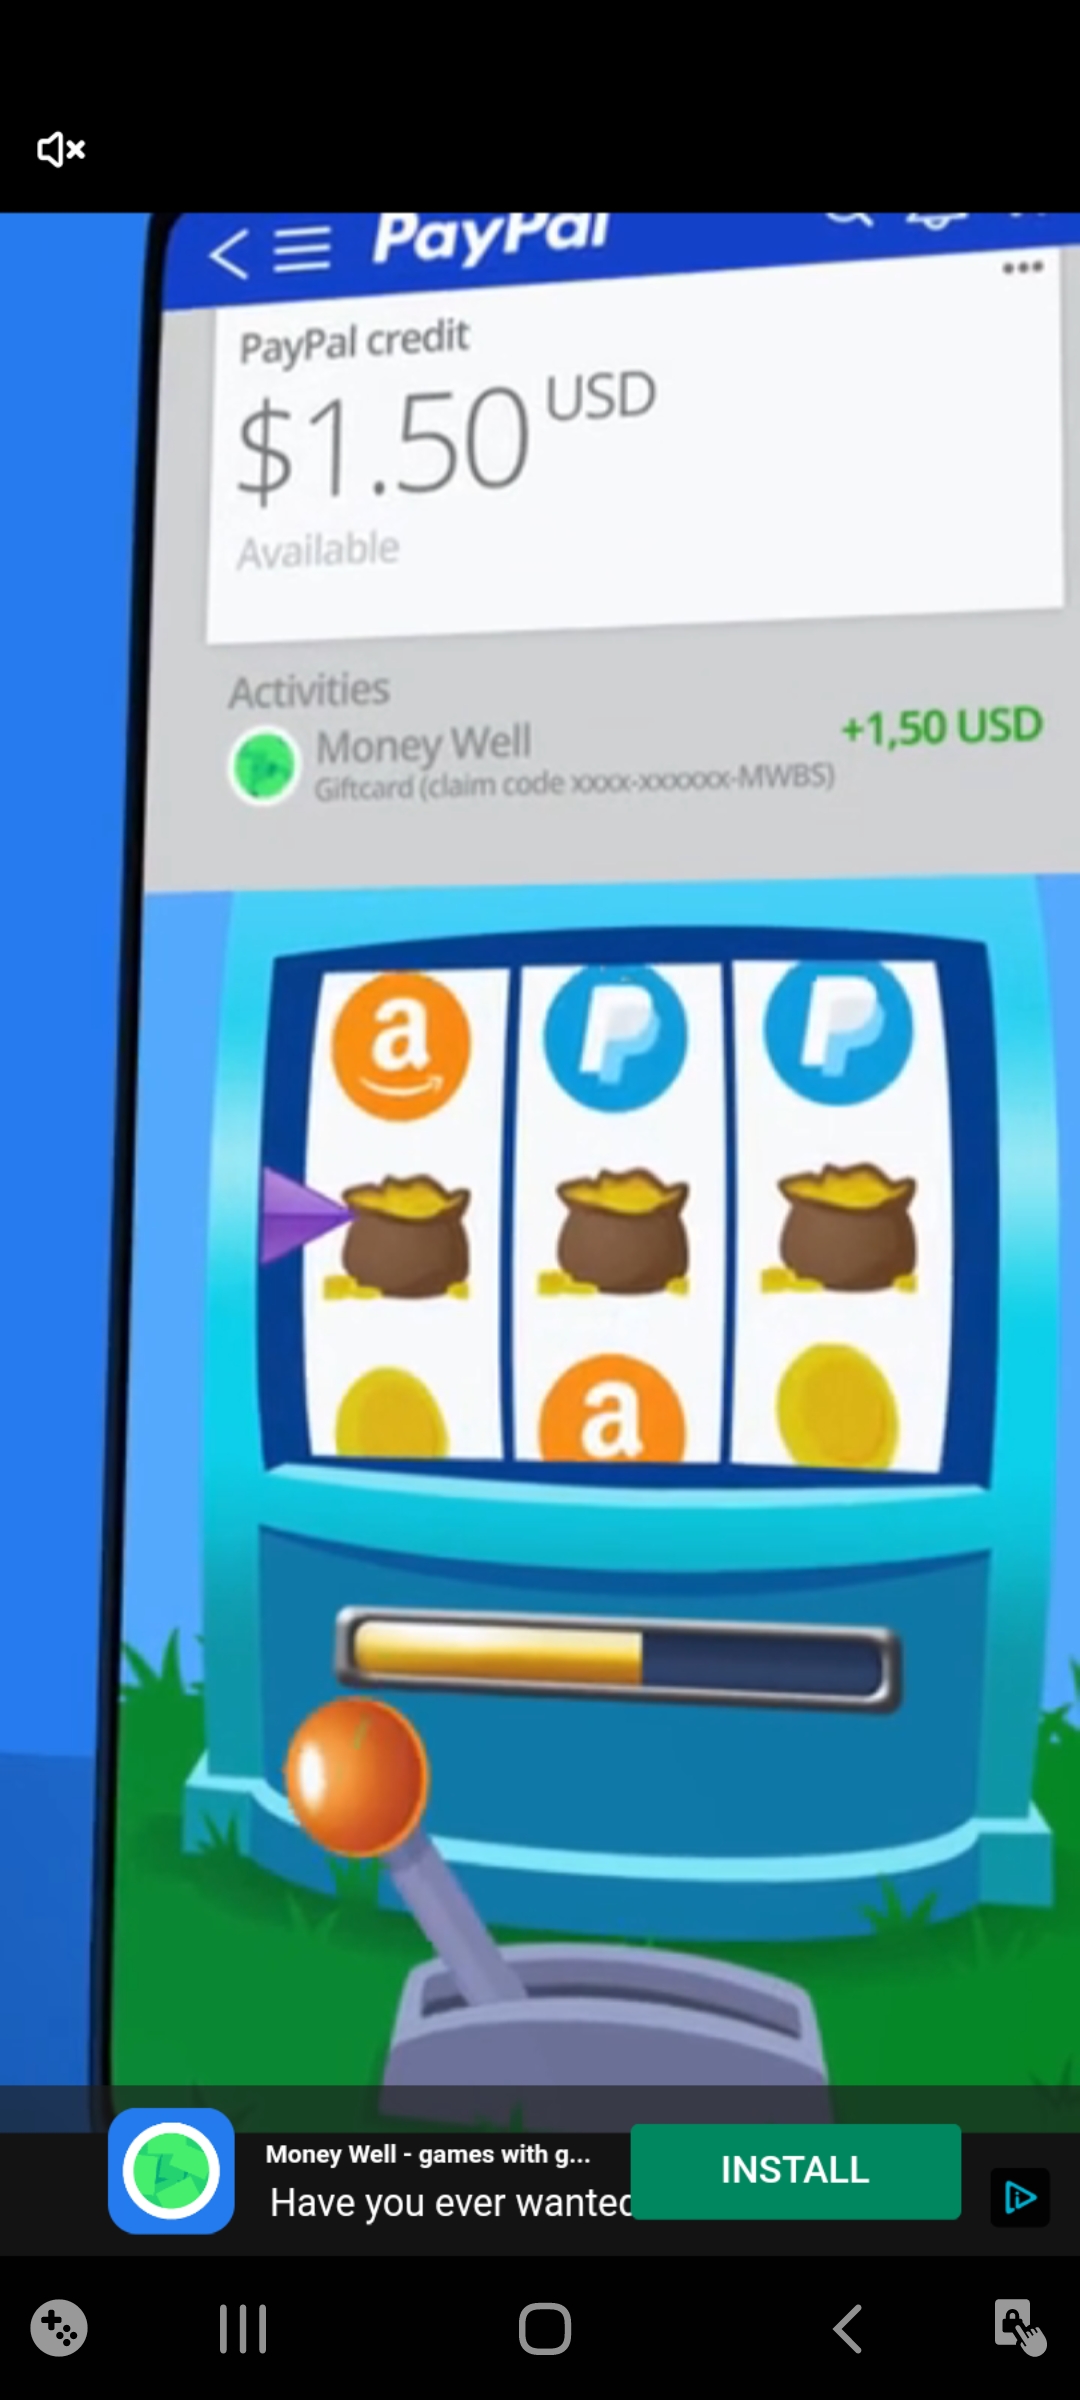 PayPal
PayPal credit
$1.50 USD
Available
Activities
Money Well
+1,50 USD
Giftcard (claim code xxxx-xxxxxx-MWBS)
a
P
P
a
Money Well - games with g...
Have you ever wanted
INSTALL